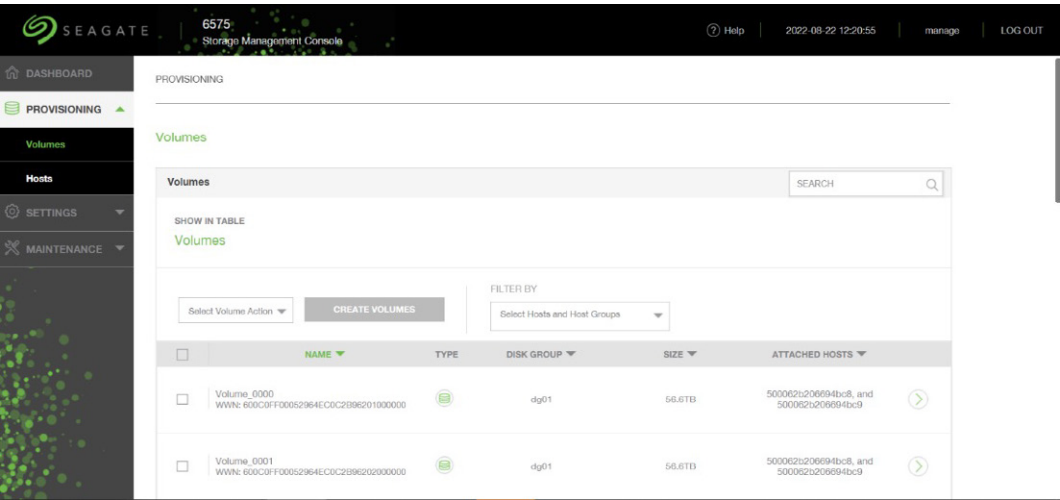 SEAGATE
6575
Storage Management Console
Help
2022-08-22 12:20:55
manage
LOG OUT
DASHBOARD
PROVISIONING
Volumes
Hosts
SETTINGS
MAINTENANCE
PROVISIONING
Volumes
Volumes
SEARCH
SHOW IN TABLE
Volumes
FILTER BY
Select Volume Action
CREATE VOLUMES
Select Hosts and Host Groups
NAME TYPE DISK GROUP SIZE ATTACHED HOSTS
Volume_0000
WWN: 600C0FF00052964EC0C2B96201000000
dg01
56.6TB
500062b206694bc8, and
500062b206694bc9
Volume_0001
WWN: 600C0FF00052964EC0C2B96202000000
dg01
56.6TB
500062b206694bc8, and
500062b206694bc9